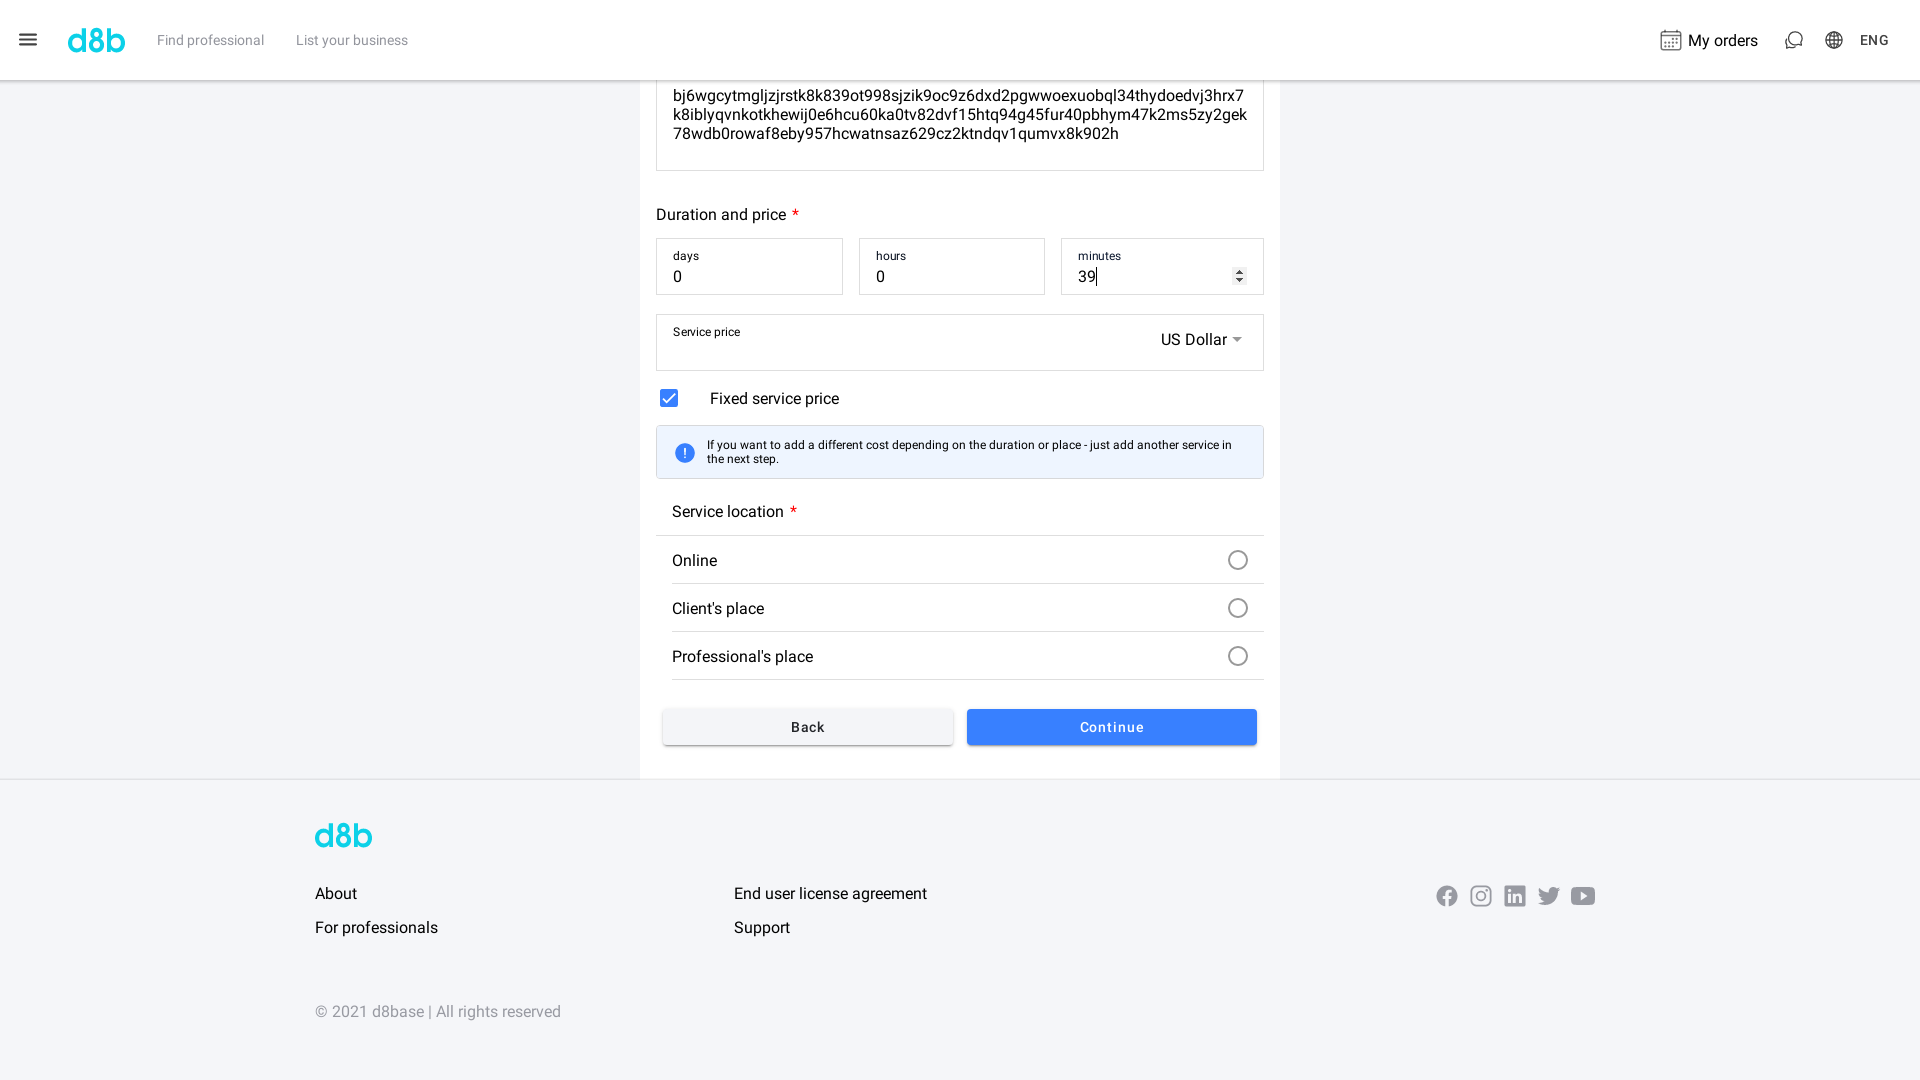 d8b
Find professional
List your business
My orders
ENG
bj6wgcytmgljzjrstk8k839ot998sjzik9oc9z6dxd2pgwwoexuobql34thydoedvj3hrx7
k8iblyqvnkotkhewij0e6hcu60ka0tv82dvf15htq94g45fur40pbhym47k2ms5zy2gek
78wdb0rowaf8eby957hcwatnsaz629cz2ktndqv1qumvx8k902h
Duration and price *
days
0
hours
0
minutes
39
Service price
US Dollar
Fixed service price
If you want to add a different cost depending on the duration or place - just add another service in
the next step.
Service location *
Online
Client's place
Professional's place
Back
Continue
d8b
About
End user license agreement
For professionals
Support
© 2021 d8base | All rights reserved